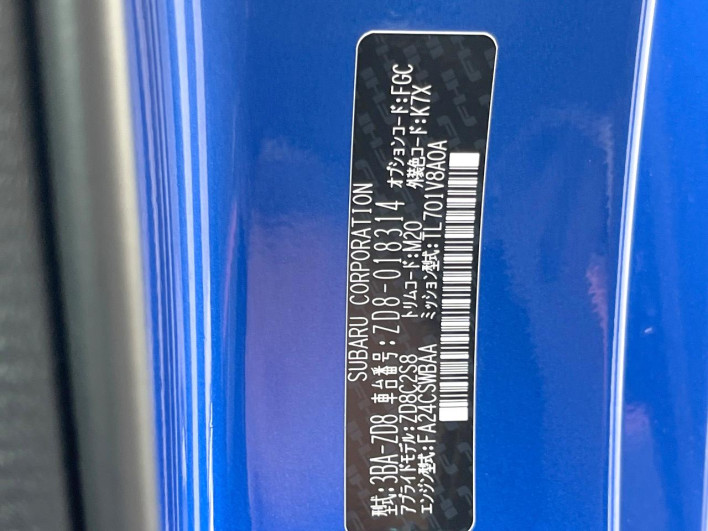 SUBARU CORPORATION
型式:3BA-ZD8 車台番号:ZD8-018314
アプライドモデル:ZD8C2S8 トリムコード:M20 オプションコード:FGC
エンジン型式:FA24CSWBAA ミッション型式:TL701V8AOA 外装色コード:K7X